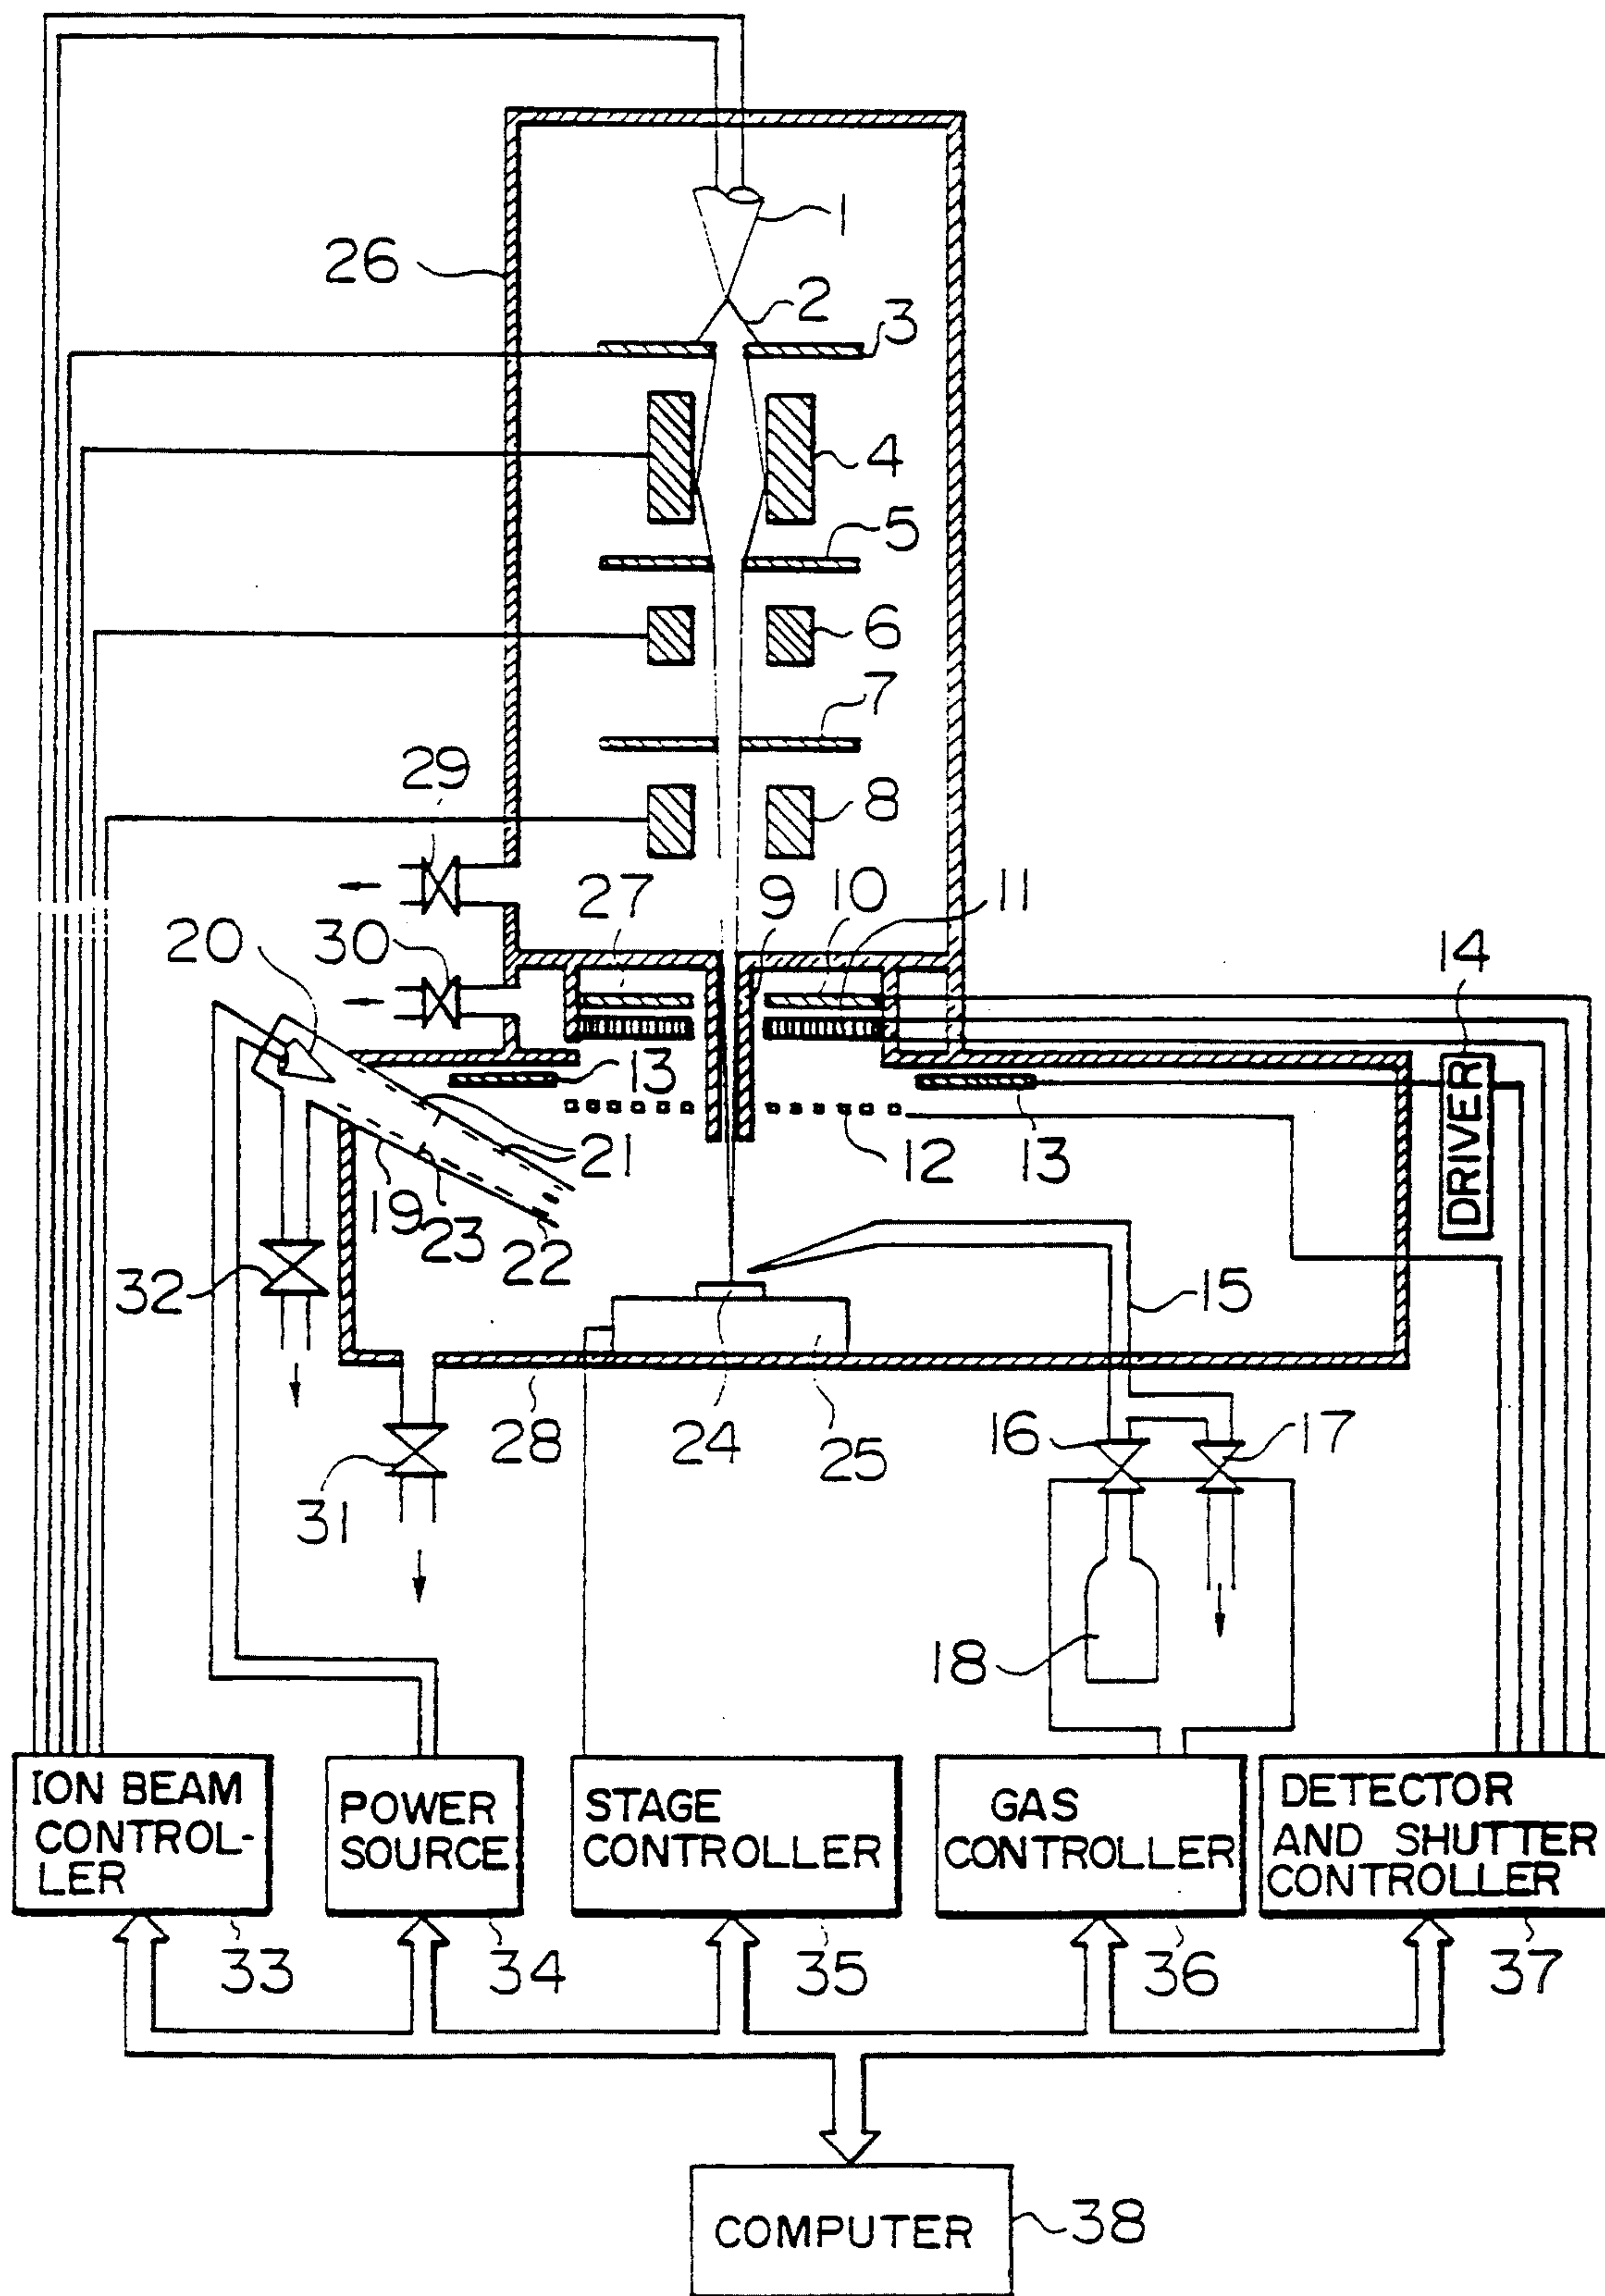 1
26
2
3
4
5
6
7
29
8
27
9
10
11
20
30
14
13
DRIVER
21
12
13
19
23
22
32
15
28
24
25
16
17
31
18
ION BEAM
CONTROL-
LER
POWER
SOURCE
STAGE
CONTROLLER
GAS
CONTROLLER
DETECTOR
AND SHUTTER
CONTROLLER
33
34
35
36
37
COMPUTER
38